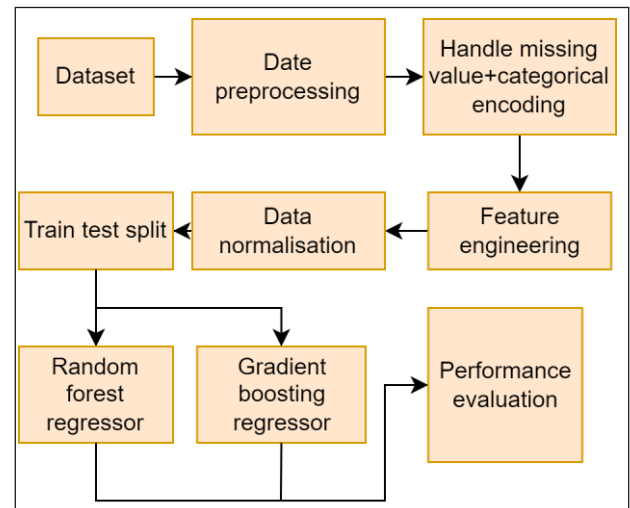 Dataset
Date
preprocessing
Handle missing
value+categorical
encoding
Train test split
Data
normalisation
Feature
engineering
Random
forest
regressor
Gradient
boosting
regressor
Performance
evaluation